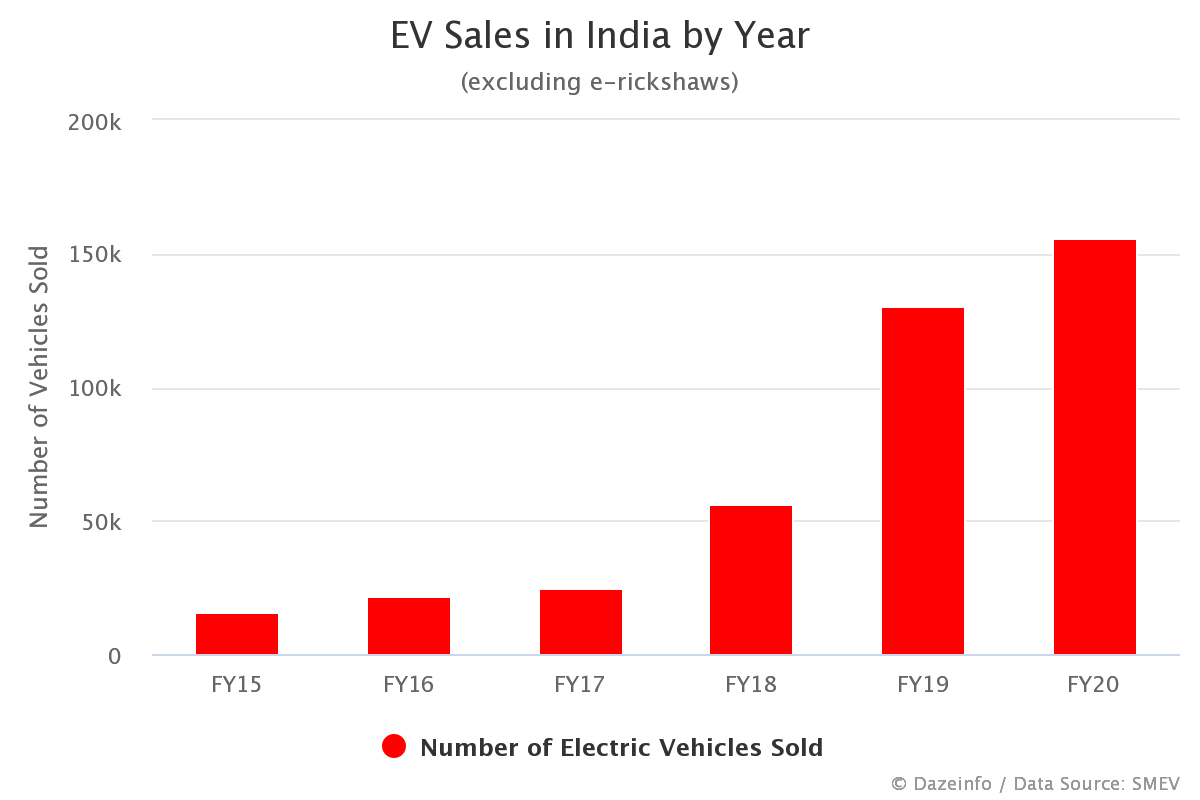 EV Sales in India by Year
(excluding e-rickshaws)
Number of Vehicles Sold
200k
150k
100k
50k
0
FY15 FY16 FY17 FY18 FY19 FY20
Number of Electric Vehicles Sold
© Dazeinfo / Data Source: SMEV